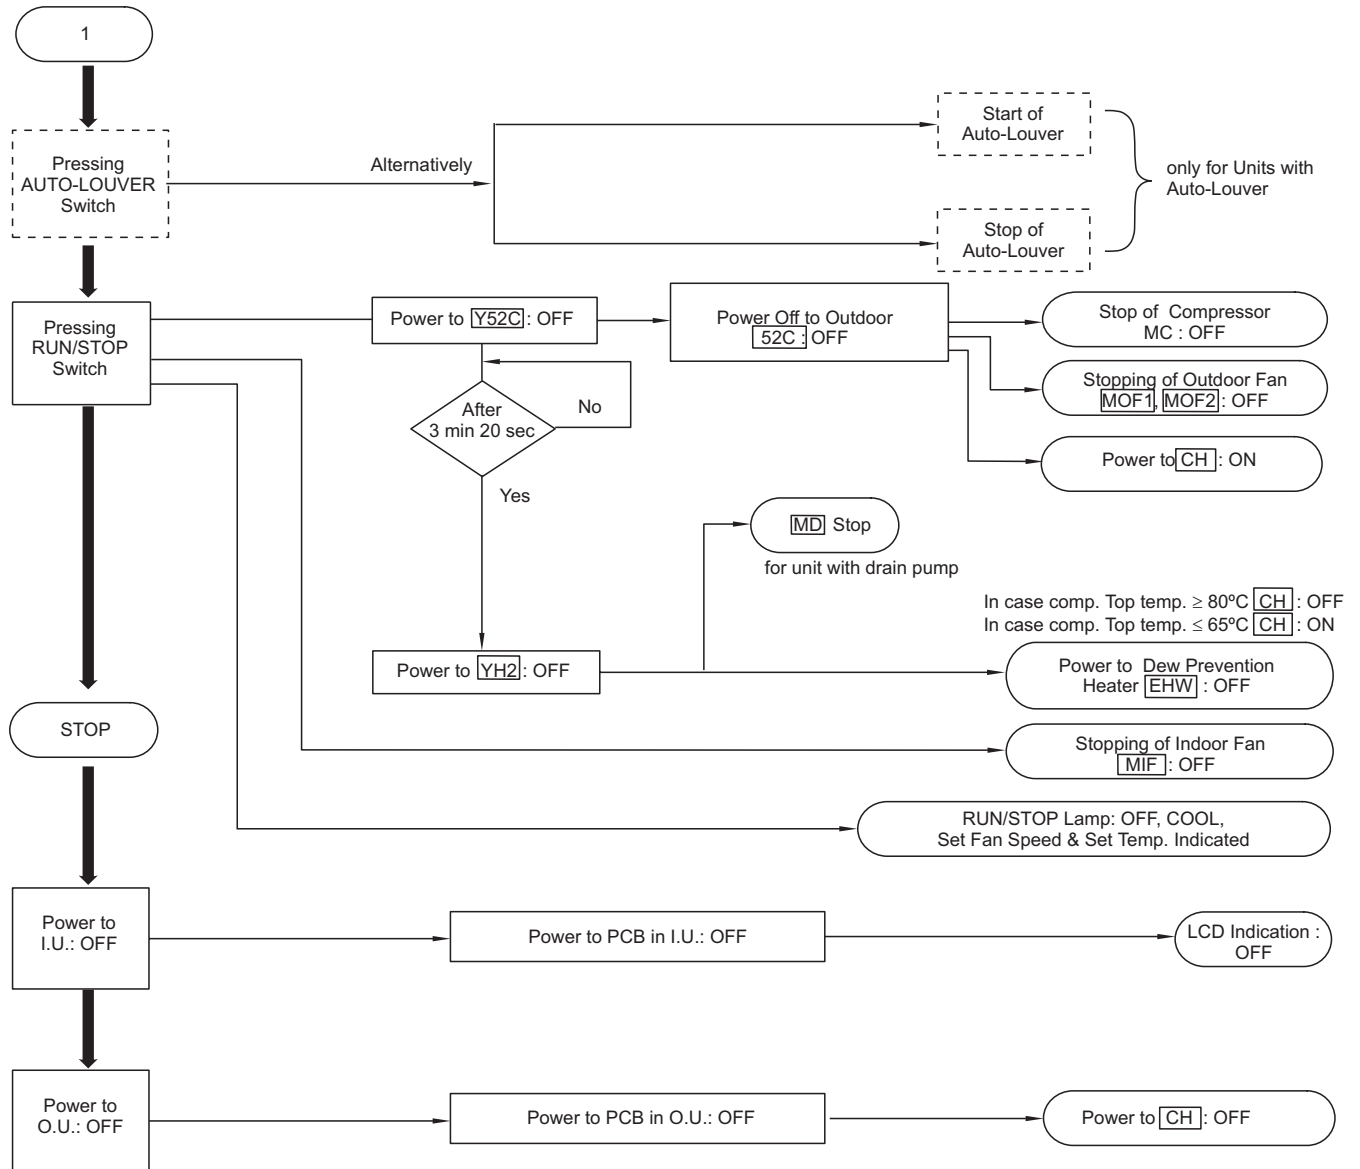 1
Pressing
AUTO-LOUVER
Switch
Alternatively
Start of
Auto-Louver
Stop of
Auto-Louver
only for Units with
Auto-Louver
Pressing
RUN/STOP
Switch
Power to Y52C : OFF
Power Off to Outdoor
52C : OFF
Stop of Compressor
MC : OFF
Stopping of Outdoor Fan
MOF1, MOF2 : OFF
Power to CH : ON
After
3 min 20 sec
No
Yes
MD Stop
for unit with drain pump
In case comp. Top temp. ≥ 80ºC CH : OFF
In case comp. Top temp. ≤ 65ºC CH : ON
Power to YH2 : OFF
Power to Dew Prevention
Heater EHW : OFF
STOP
Stopping of Indoor Fan
MIF : OFF
RUN/STOP Lamp: OFF, COOL,
Set Fan Speed & Set Temp. Indicated
Power to
I.U.: OFF
Power to PCB in I.U.: OFF
LCD Indication :
OFF
Power to
O.U.: OFF
Power to PCB in O.U.: OFF
Power to CH : OFF